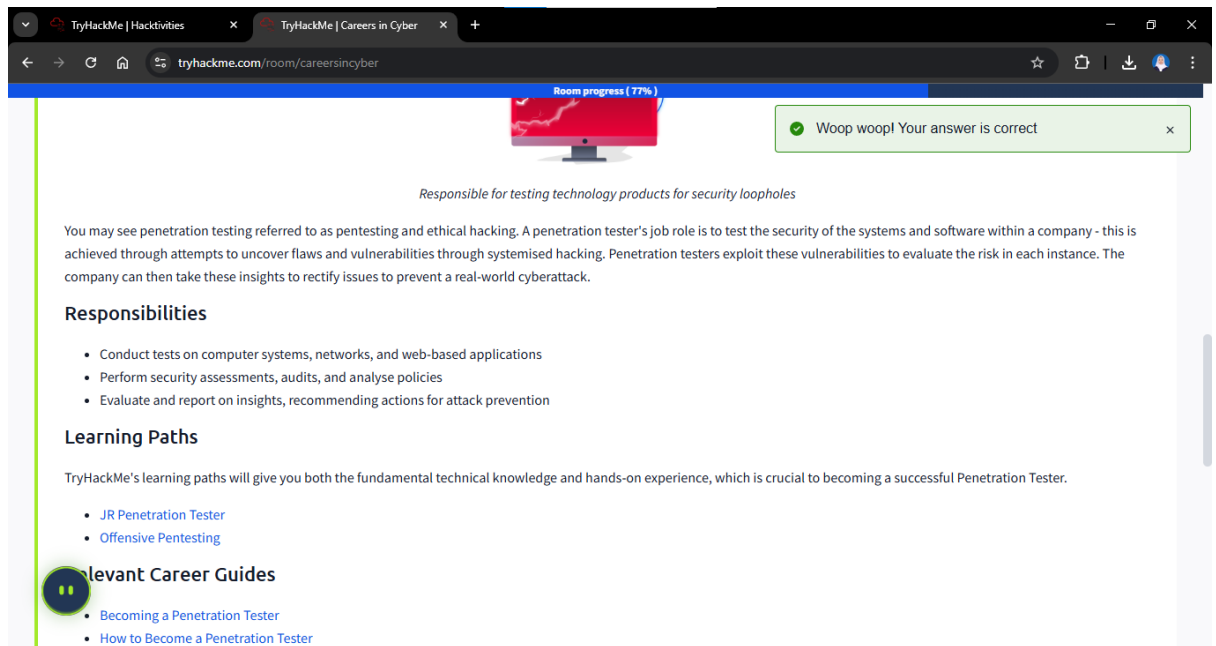 TryHackMe | Hacktivities
TryHackMe | Careers in Cyber
tryhackme.com/room/careersincyber
Room progress ( 77% )
Woop woop! Your answer is correct
Responsible for testing technology products for security loopholes
You may see penetration testing referred to as pentesting and ethical hacking. A penetration tester's job role is to test the security of the systems and software within a company - this is
achieved through attempts to uncover flaws and vulnerabilities through systemised hacking. Penetration testers exploit these vulnerabilities to evaluate the risk in each instance. The
company can then take these insights to rectify issues to prevent a real-world cyberattack.
Responsibilities
• Conduct tests on computer systems, networks, and web-based applications
• Perform security assessments, audits, and analyse policies
• Evaluate and report on insights, recommending actions for attack prevention
Learning Paths
TryHackMe's learning paths will give you both the fundamental technical knowledge and hands-on experience, which is crucial to becoming a successful Penetration Tester.
• JR Penetration Tester
• Offensive Pentesting
levant Career Guides
• Becoming a Penetration Tester
• How to Become a Penetration Tester